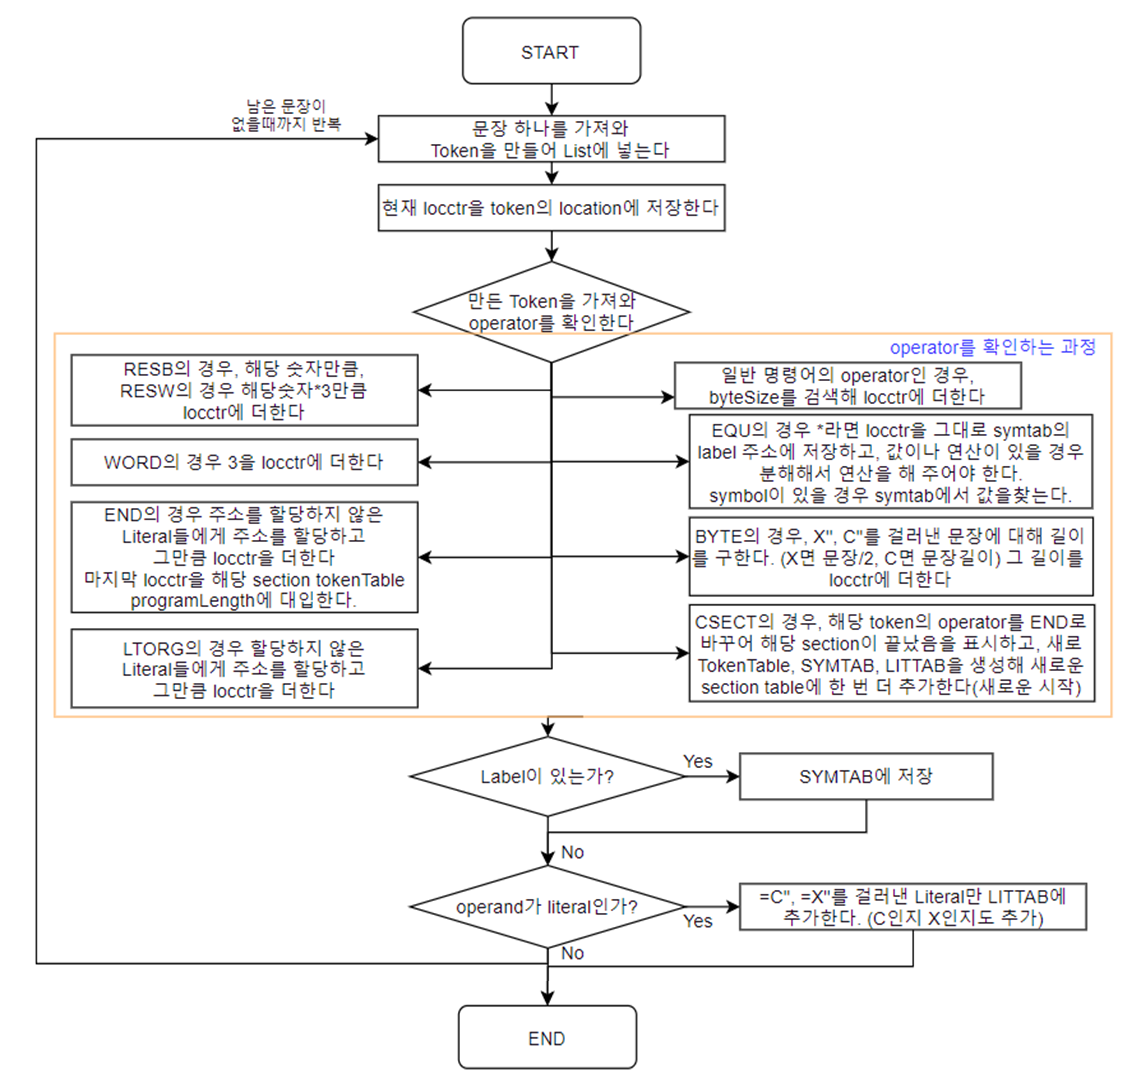 START
남은 문장이
없을때까지 반복
문장 하나를 가져와
Token을 만들어 List에 넣는다
현재 locctr을 token의 location에 저장한다
만든 Token을 가져와
operator를 확인한다
operator를 확인하는 과정
RESB의 경우, 해당 숫자만큼,
RESW의 경우 해당숫자*3만큼
locctr에 더한다
WORD의 경우 3을 locctr에 더한다
END의 경우 주소를 할당하지 않은
Literal들에게 주소를 할당하고
그만큼 locctr을 더한다
마지막 locctr을 해당 section tokenTable
programLength에 대입한다.
LTORG의 경우 할당하지 않은
Literal들에게 주소를 할당하고
그만큼 locctr을 더한다
일반 명령어의 operator인 경우,
byteSize를 검색해 locctr에 더한다
EQU의 경우 *라면 locctr을 그대로 symtab의
label 주소에 저장하고, 값이나 연산이 있을 경우
분해해서 연산을 해 주어야 한다.
symbol이 있을 경우 symtab에서 값을찾는다.
BYTE의 경우, X'', C''를 걸러낸 문장에 대해 길이
를 구한다. (X면 문장/2, C면 문장길이) 그 길이를
locctr에 더한다
CSECT의 경우, 해당 token의 operator를 END로
바꾸어 해당 section이 끝났음을 표시하고, 새로
TokenTable, SYMTAB, LITTAB을 생성해 새로운
section table에 한 번 더 추가한다(새로운 시작)
Label이 있는가?
Yes
SYMTAB에 저장
No
operand가 literal인가?
Yes
=C'', =X''를 걸러낸 Literal만 LITTAB에
추가한다. (C인지 X인지도 추가)
No
END